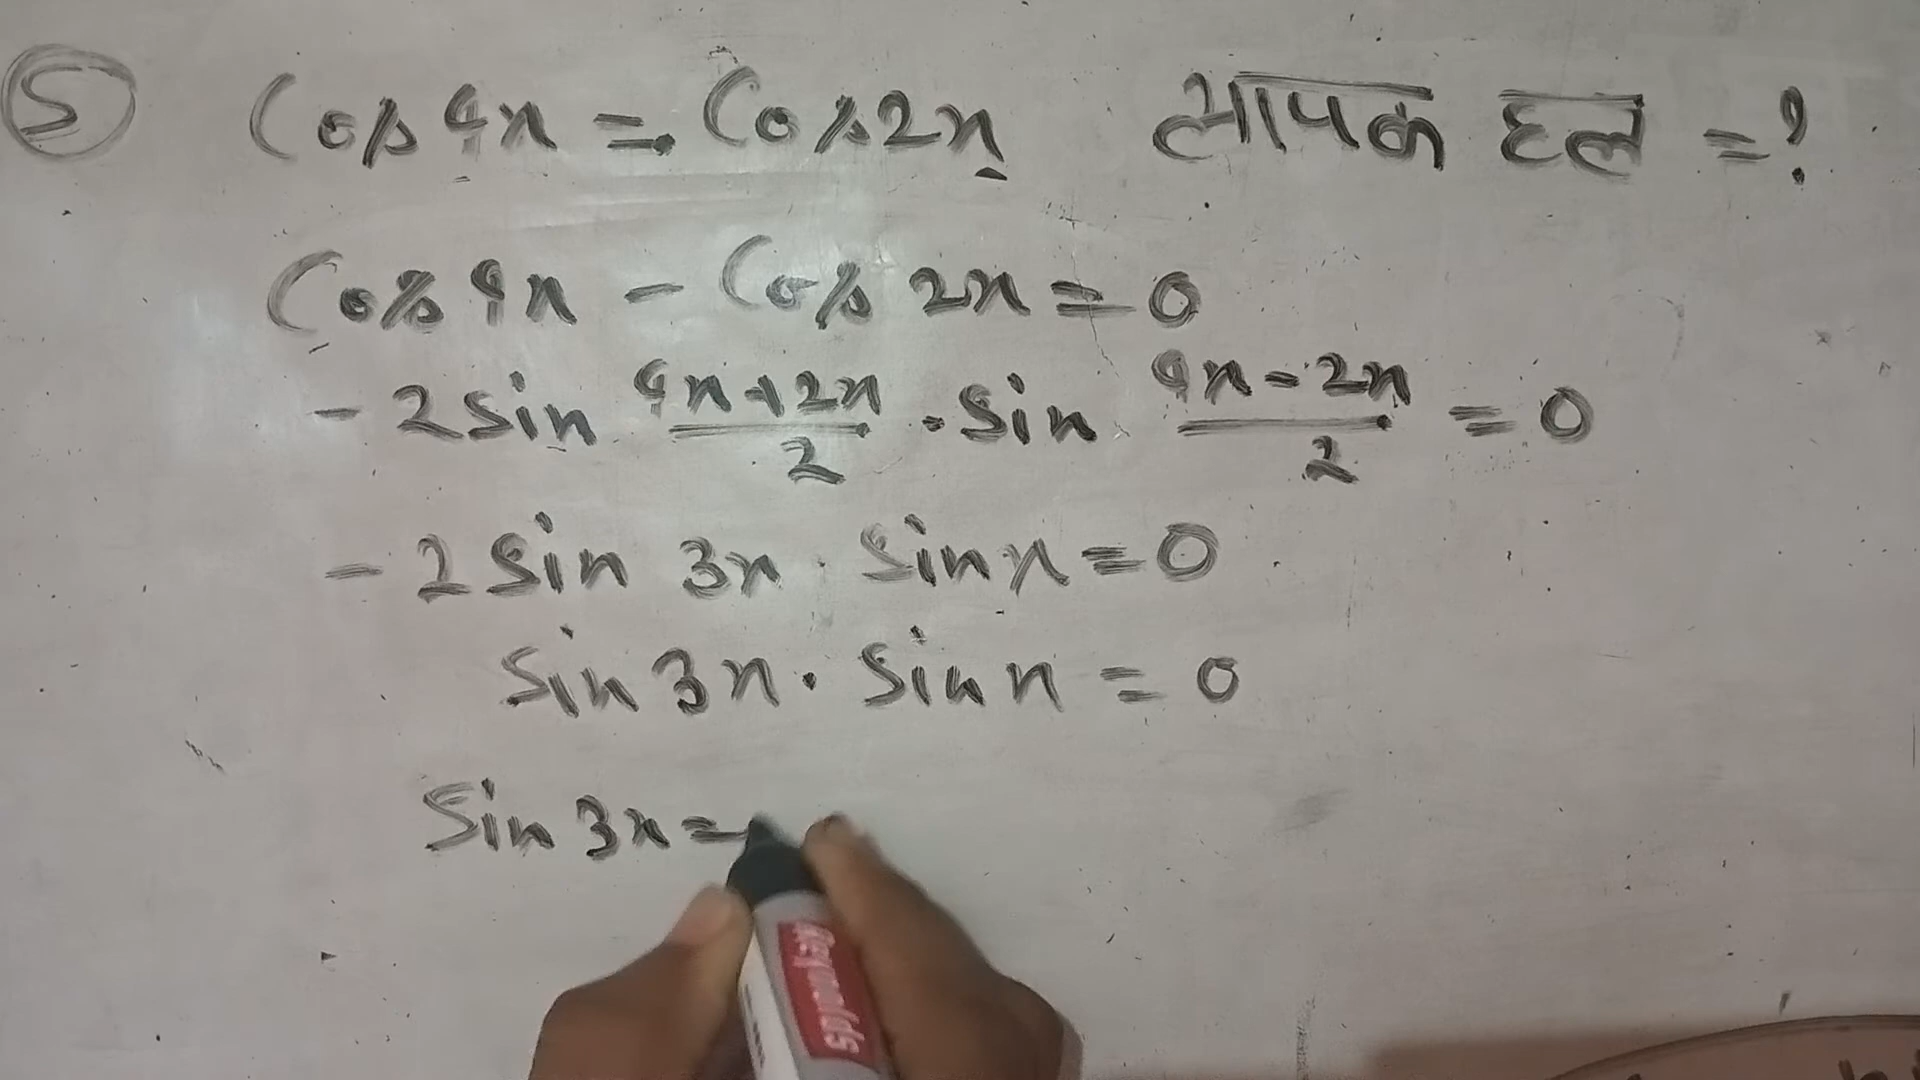 5 Cos 4x = Cos 2x व्यापक हल = ?
Cos 4x - Cos 2x = 0
- 2 sin 4x+2x/2 . sin 4x-2x/2 = 0
- 2 sin 3x . sin x = 0
sin 3x . sin x = 0
sin 3x =
Reynolds